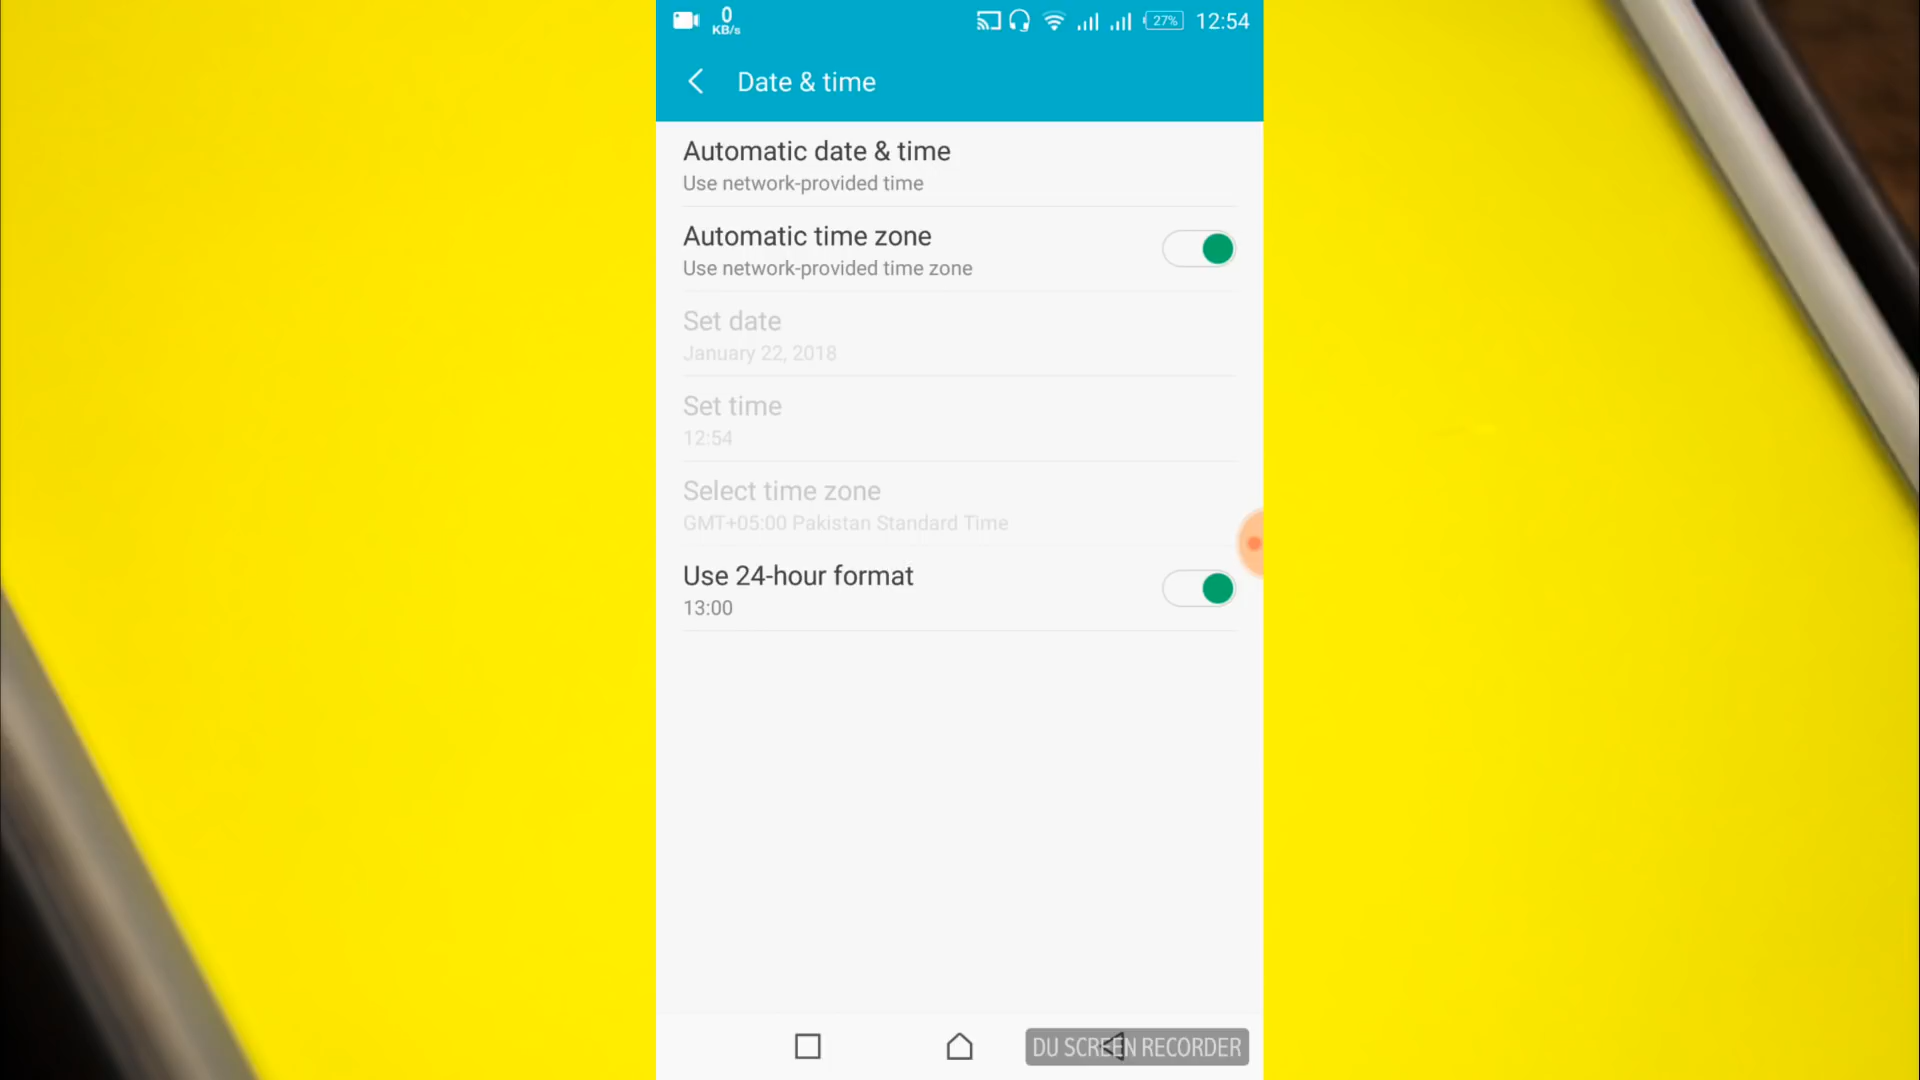 0
KB/s
27%
12:54
Date & time
Automatic date & time
Use network-provided time
Automatic time zone
Use network-provided time zone
Set date
January 22, 2018
Set time
12:54
Select time zone
GMT+05:00 Pakistan Standard Time
Use 24-hour format
13:00
DU SCREEN RECORDER